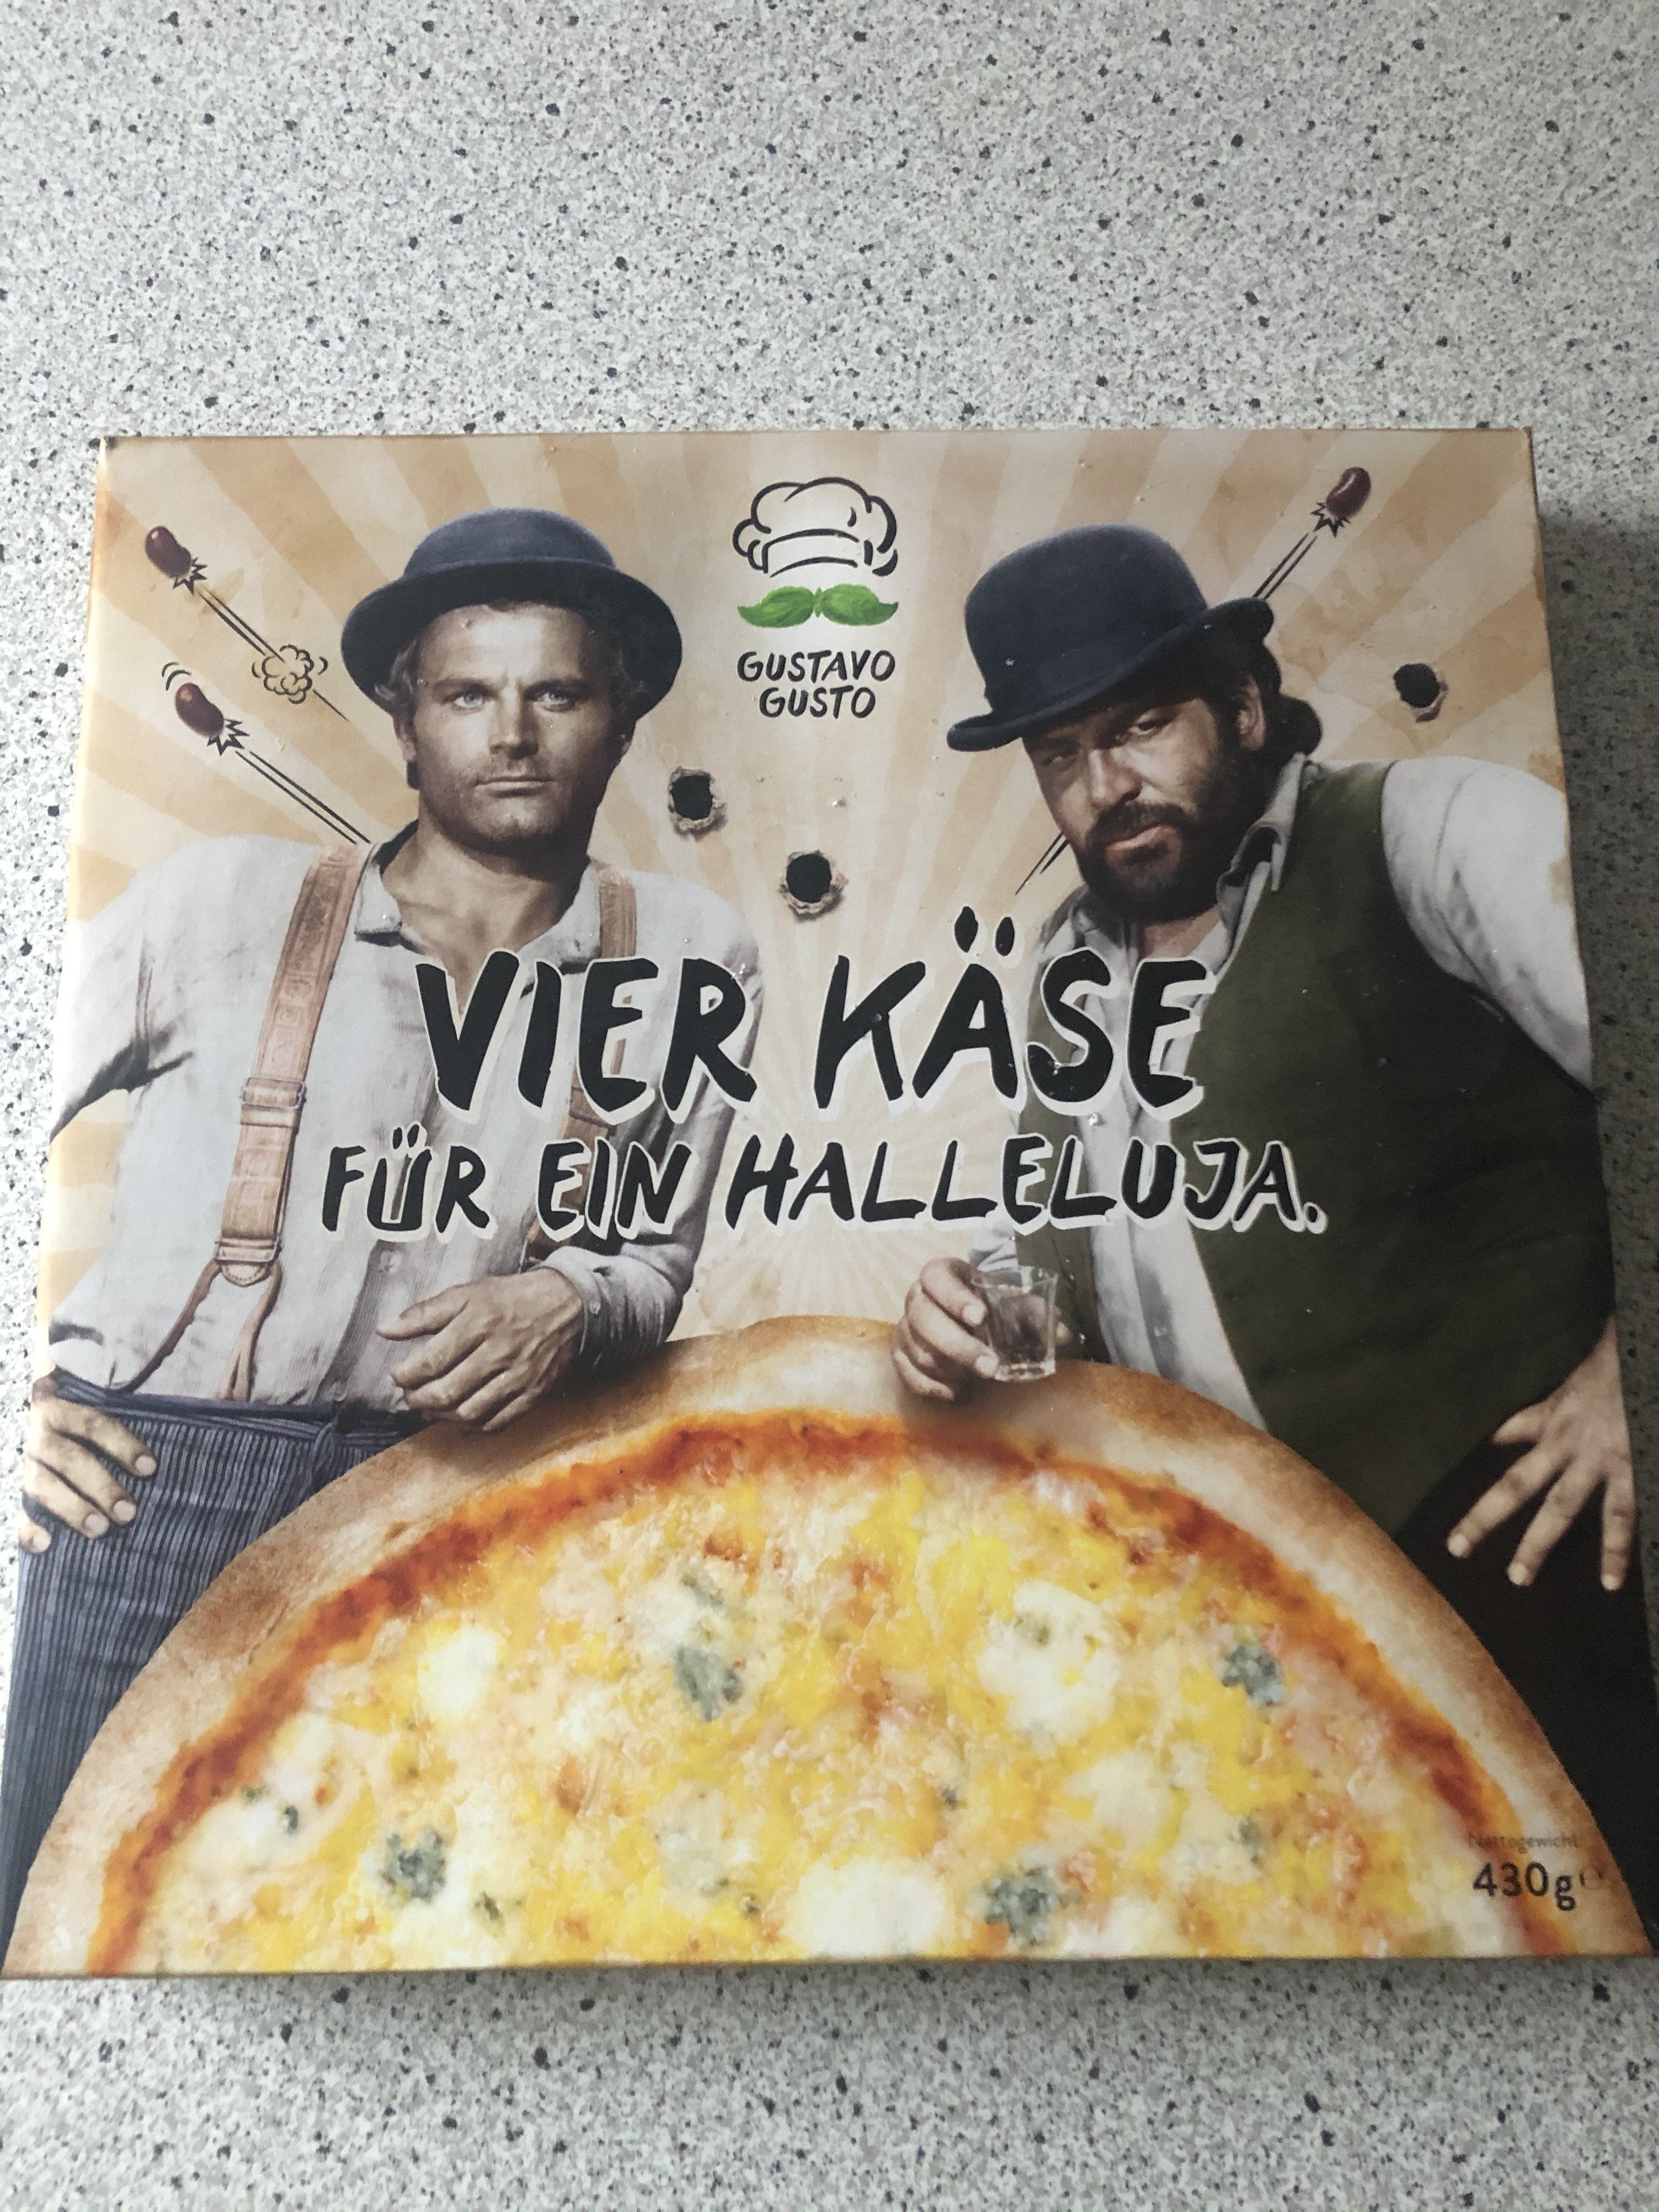 GUSTAVO
GUSTO
VIER KÄSE
FÜR EIN HALLELUJA.
Nettogewicht
430g e